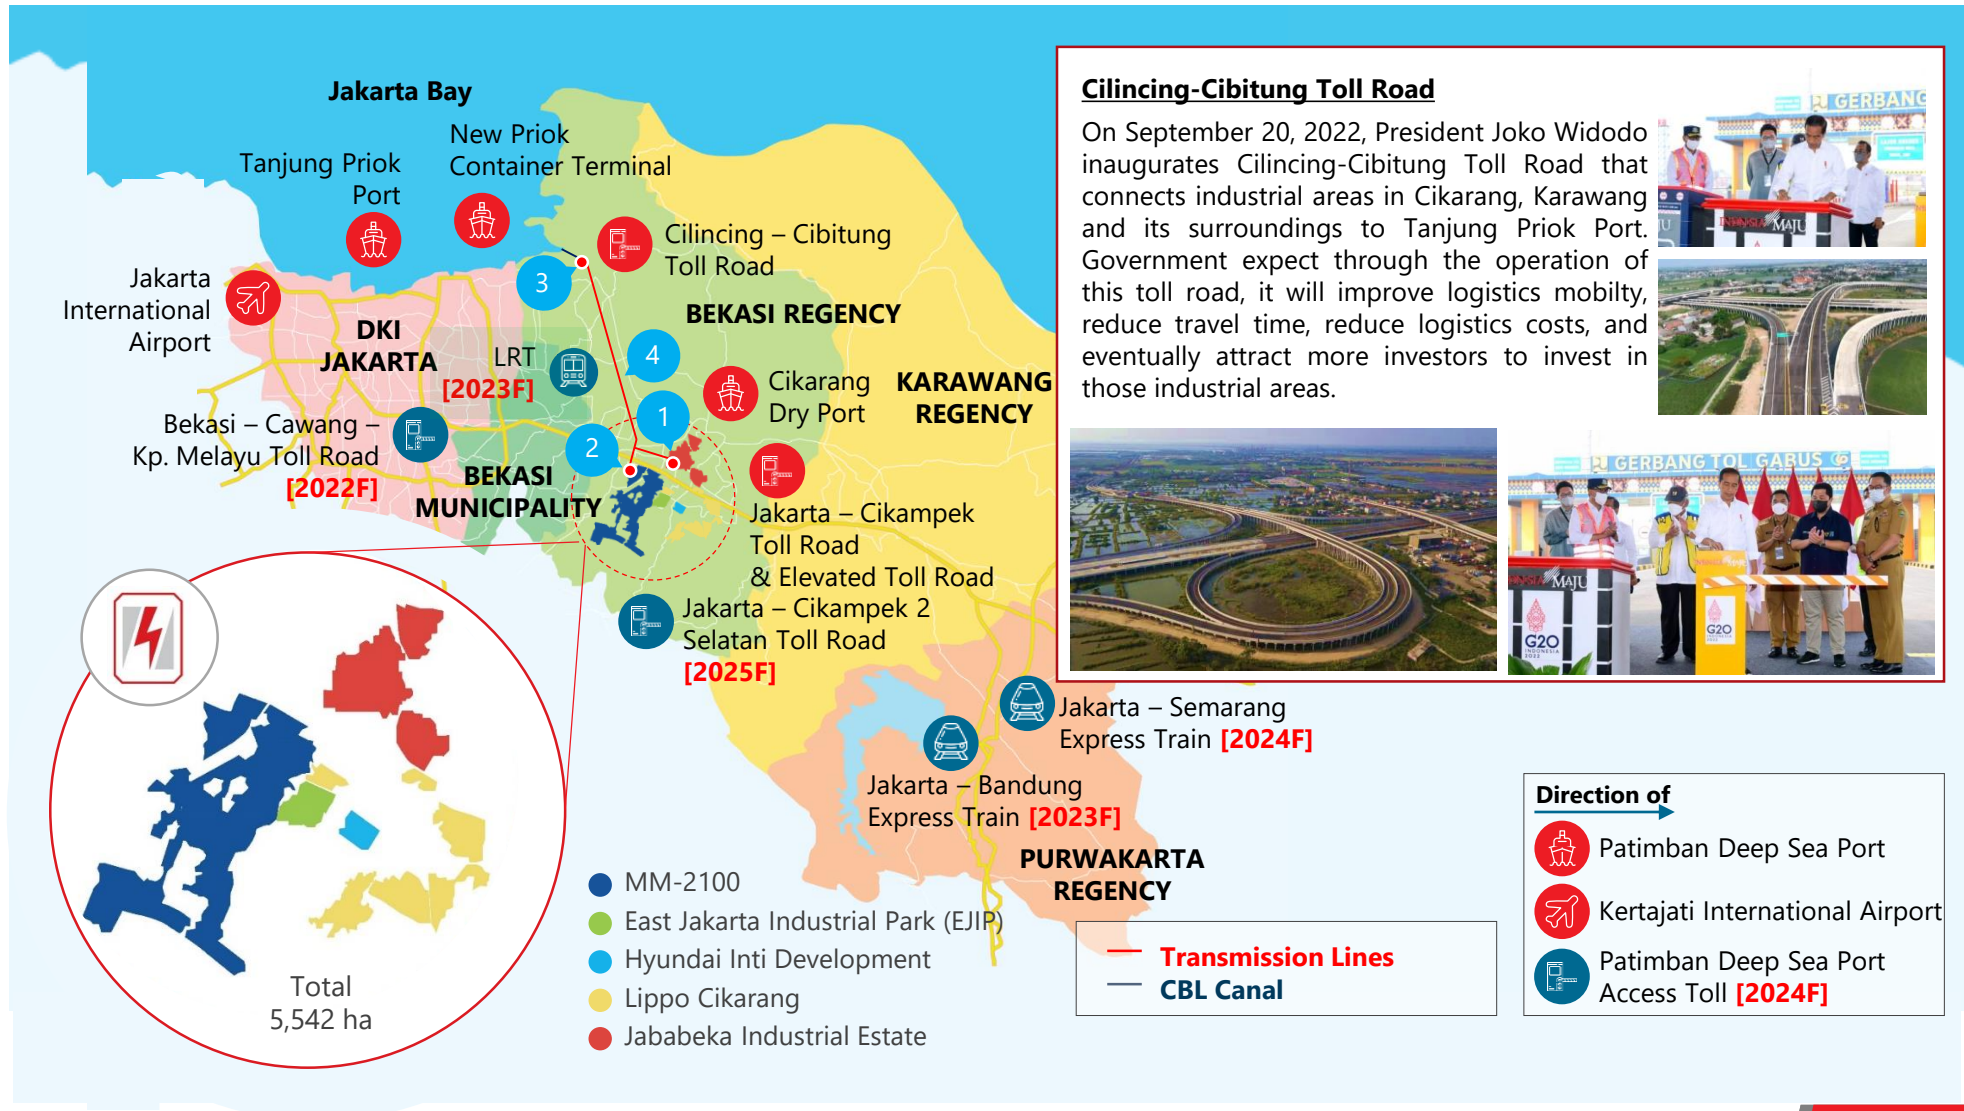 Jakarta Bay
New Priok
Container Terminal
Tanjung Priok
Port
Cilincing – Cibitung
Toll Road
Jakarta
International
Airport
3
BEKASI REGENCY
DKI
JAKARTA
LRT
[2023F]
4
Cikarang
Dry Port
KARAWANG
REGENCY
1
Bekasi – Cawang –
Kp. Melayu Toll Road
[2022F]
2
BEKASI
MUNICIPALITY
Jakarta – Cikampek
Toll Road
& Elevated Toll Road
Jakarta – Cikampek 2
Selatan Toll Road
[2025F]
Jakarta – Semarang
Express Train [2024F]
Jakarta – Bandung
Express Train [2023F]
PURWAKARTA
REGENCY
Total
5,542 ha
MM-2100
East Jakarta Industrial Park (EJIP)
Hyundai Inti Development
Lippo Cikarang
Jababeka Industrial Estate
Transmission Lines
CBL Canal
Cilincing-Cibitung Toll Road
On September 20, 2022, President Joko Widodo
inaugurates Cilincing-Cibitung Toll Road that
connects industrial areas in Cikarang, Karawang
and its surroundings to Tanjung Priok Port.
Government expect through the operation of
this toll road, it will improve logistics mobilty,
reduce travel time, reduce logistics costs, and
eventually attract more investors to invest in
those industrial areas.
GERBANG
MAJU
GERBANG TOL GABUS
MAJU
G20
INDONESIA
2022
G20
INDONESIA
2022
Direction of
Patimban Deep Sea Port
Kertajati International Airport
Patimban Deep Sea Port
Access Toll [2024F]